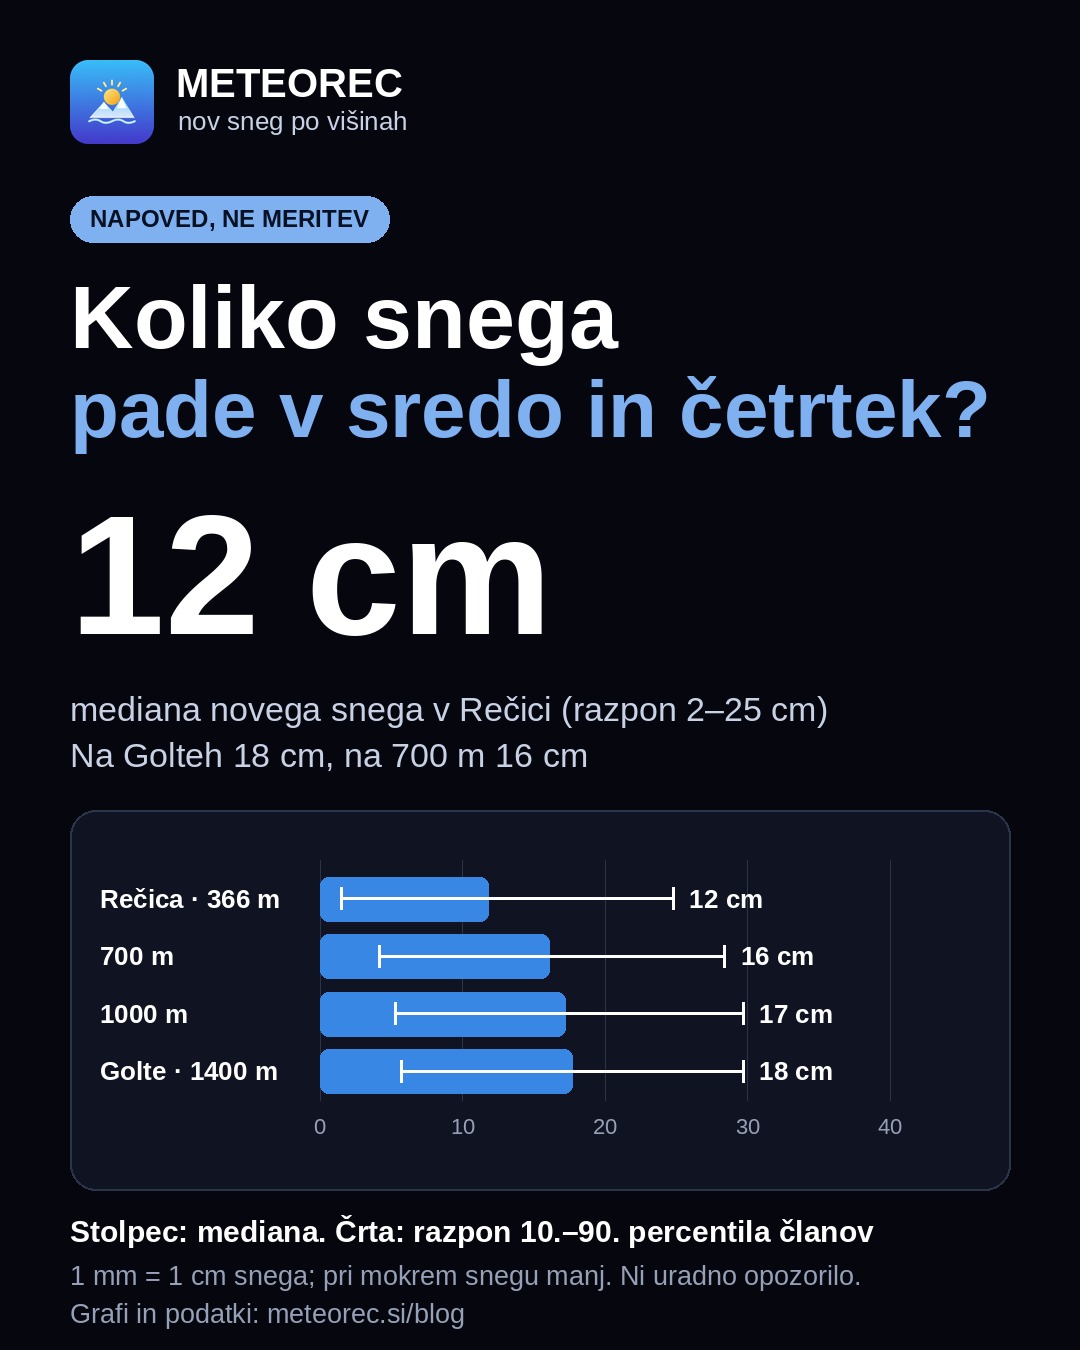 METEOREC
nov sneg po višinah
NAPOVED, NE MERITEV
Koliko snega
pade v sredo in četrtek?
12 cm
mediana novega snega v Rečici (razpon 2–25 cm)
Na Golteh 18 cm, na 700 m 16 cm
Rečica · 366 m 12 cm
700 m 16 cm
1000 m 17 cm
Golte · 1400 m 18 cm
0 10 20 30 40
Stolpec: mediana. Črta: razpon 10.–90. percentila članov
1 mm = 1 cm snega; pri mokrem snegu manj. Ni uradno opozorilo.
Grafi in podatki: meteorec.si/blog